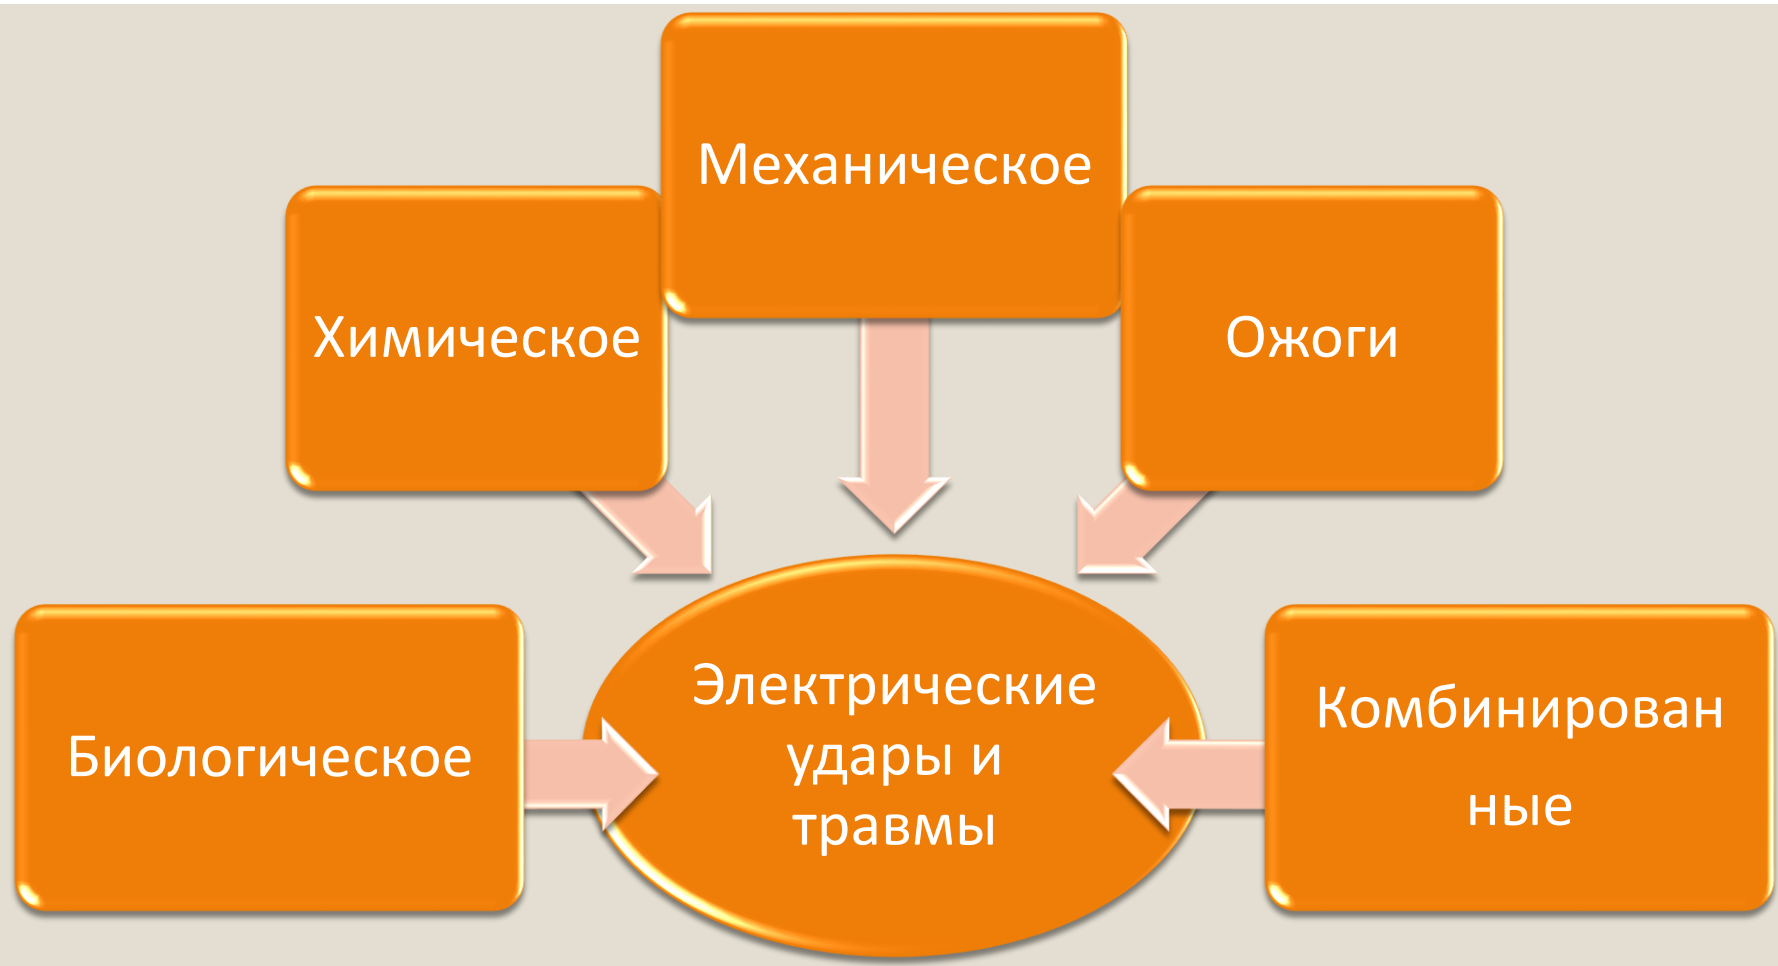 Механическое
Химическое
Ожоги
Биологическое
Электрические
удары и
травмы
Комбинирован
ные